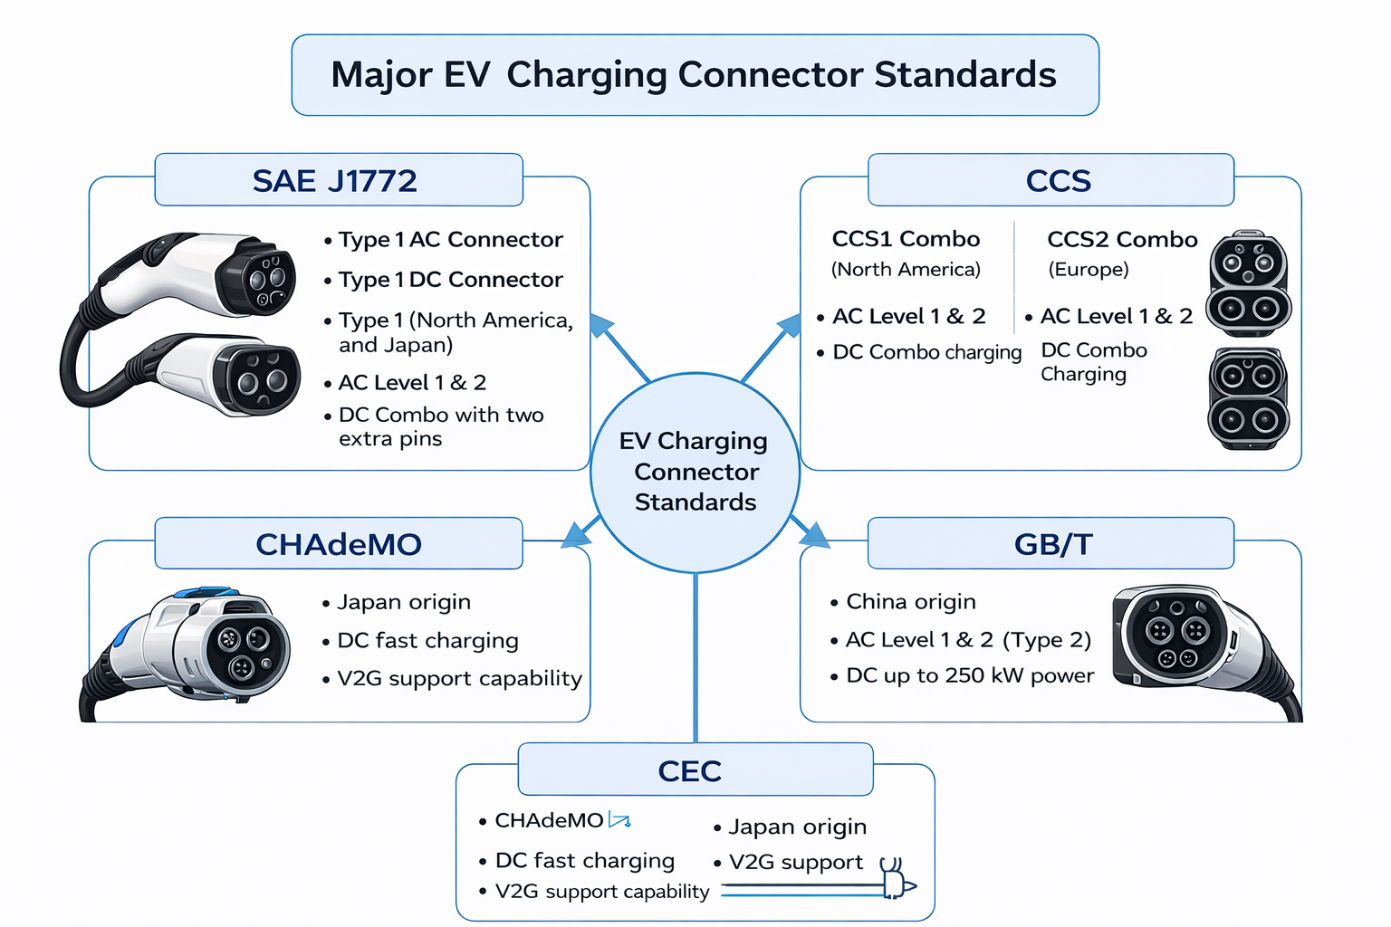 Major EV Charging Connector Standards
SAE J1772
• Type 1 AC Connector
• Type 1 DC Connector
• Type 1 (North America,
and Japan)
• AC Level 1 & 2
• DC Combo with two
extra pins
CCS
CCS1 Combo
(North America)
• AC Level 1 & 2
• DC Combo charging
CCS2 Combo
(Europe)
• AC Level 1 & 2
DC Combo
Charging
EV Charging
Connector
Standards
CHAdeMO
• Japan origin
• DC fast charging
• V2G support capability
GB/T
• China origin
• AC Level 1 & 2 (Type 2)
• DC up to 250 kW power
CEC
• CHAdeMO
• DC fast charging
• V2G support capability
• Japan origin
• V2G support